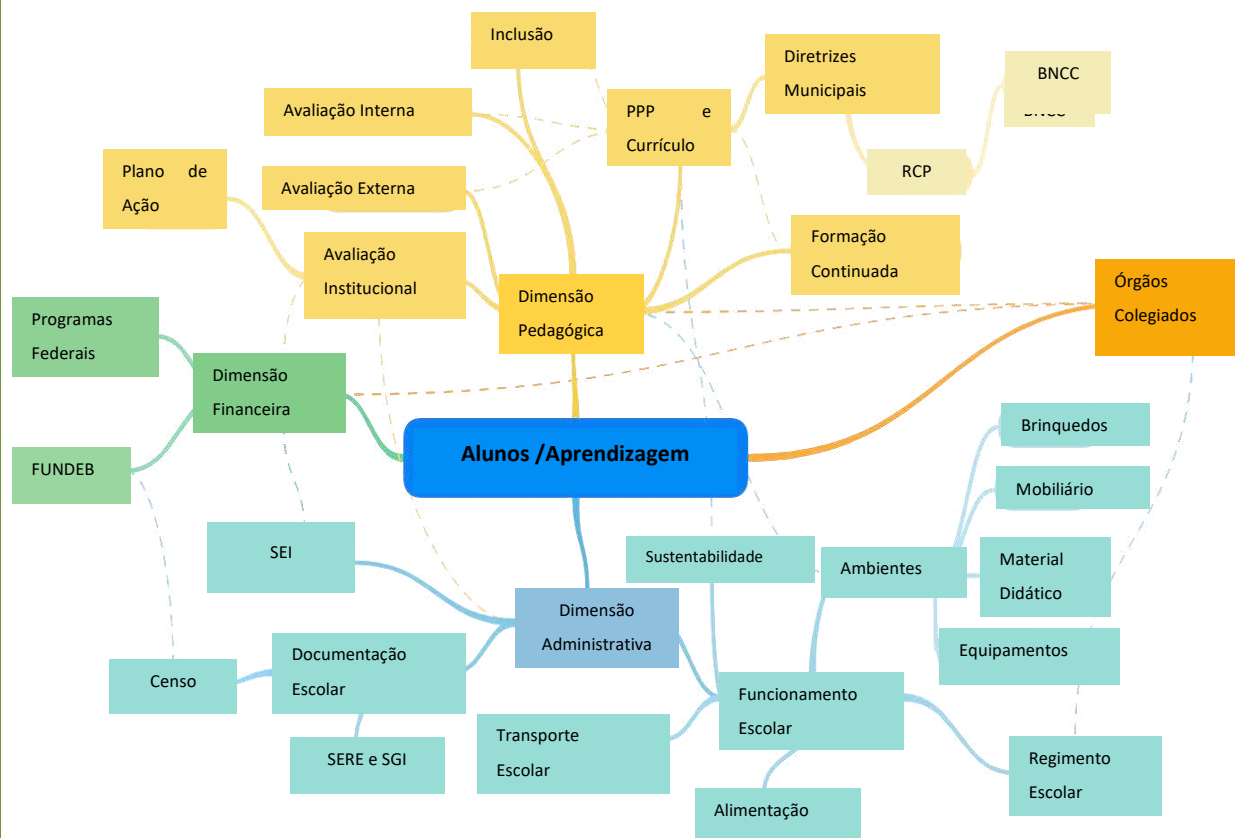 Inclusão
Diretrizes
Municipais
BNCC
Avaliação Interna
PPP e
Currículo
Plano de
Ação
Avaliação Externa
RCP
Avaliação
Institucional
Formação
Continuada
Dimensão
Pedagógica
Órgãos
Colegiados
Programas
Federais
Dimensão
Financeira
Alunos /Aprendizagem
FUNDEB
Brinquedos
Mobiliário
SEI
Sustentabilidade
Ambientes
Material
Didático
Dimensão
Administrativa
Equipamentos
Documentação
Escolar
Censo
Funcionamento
Escolar
Transporte
Escolar
SERE e SGI
Regimento
Escolar
Alimentação